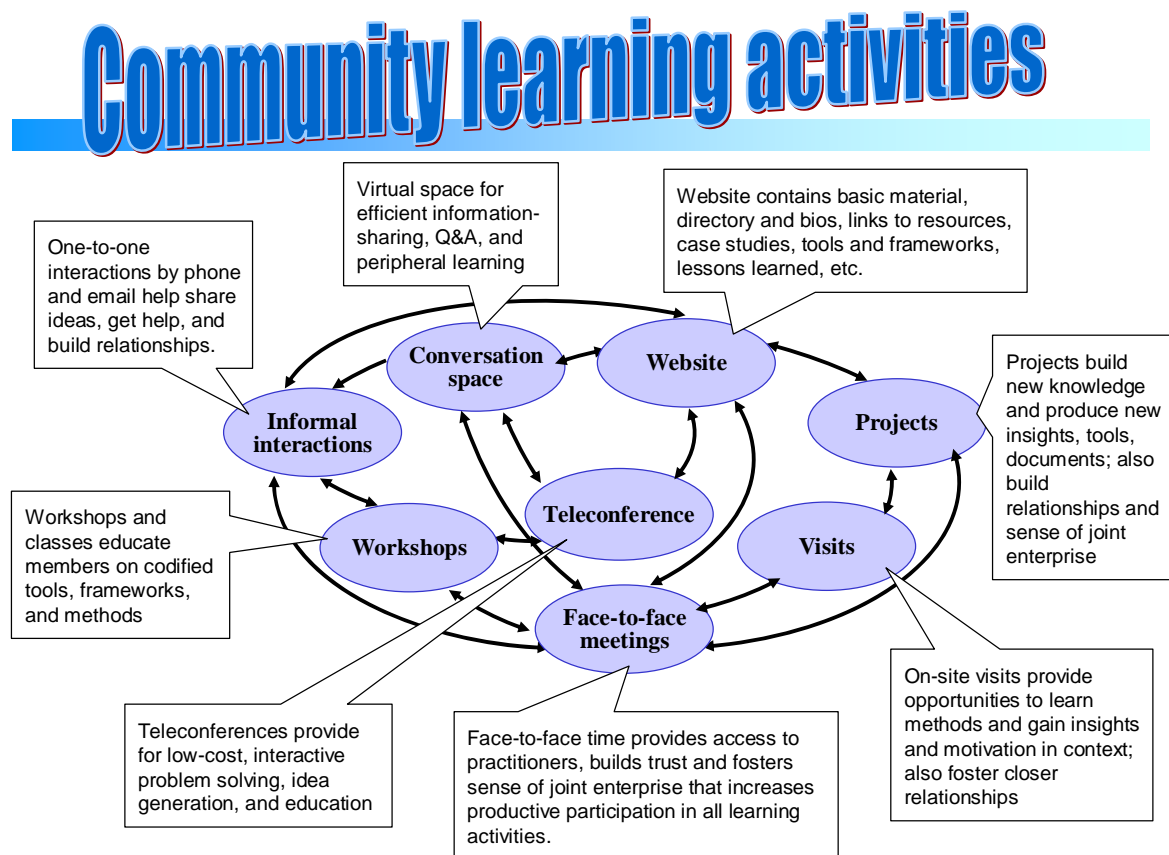 Community learning activities
Virtual space for
efficient information-
sharing, Q&A, and
peripheral learning
Website contains basic material,
directory and bios, links to resources,
case studies, tools and frameworks,
lessons learned, etc.
One-to-one
interactions by phone
and email help share
ideas, get help, and
build relationships.
Conversation
space
Website
Informal
interactions
Projects
Projects build
new knowledge
and produce new
insights, tools,
documents; also
build
relationships and
sense of joint
enterprise
Workshops and
classes educate
members on codified
tools, frameworks,
and methods
Workshops
Teleconference
Visits
Face-to-face
meetings
Teleconferences provide
for low-cost, interactive
problem solving, idea
generation, and education
Face-to-face time provides access to
practitioners, builds trust and fosters
sense of joint enterprise that increases
productive participation in all learning
activities.
On-site visits provide
opportunities to learn
methods and gain insights
and motivation in context;
also foster closer
relationships